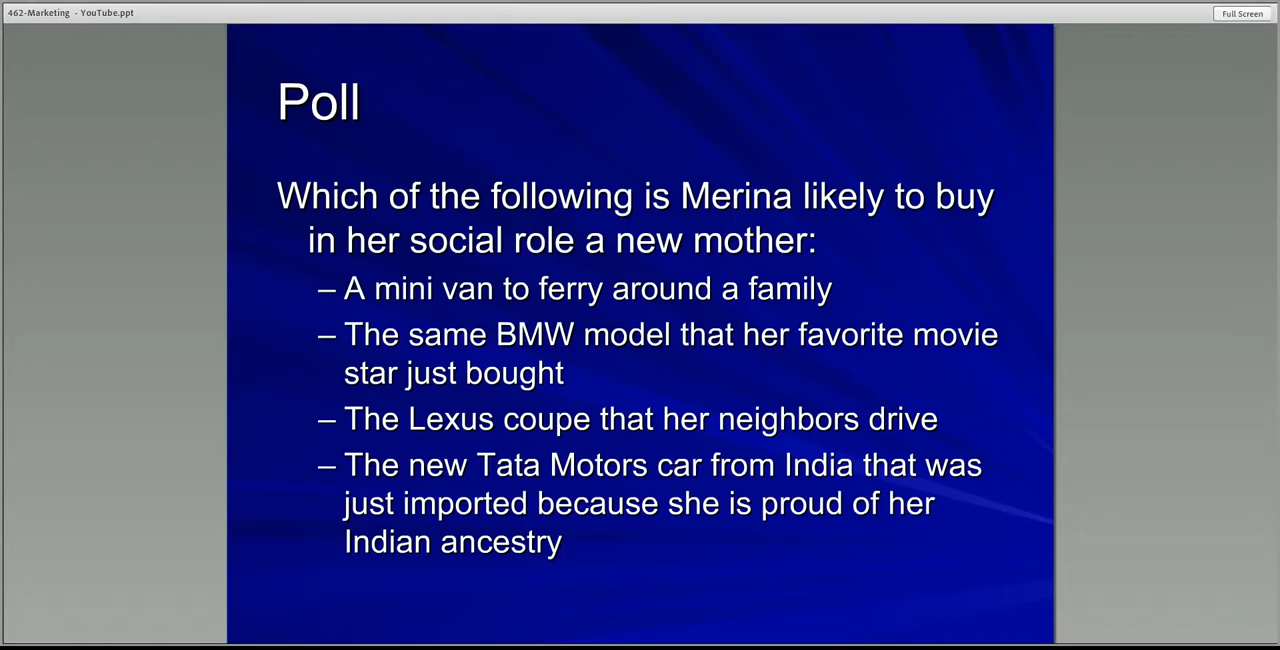 462-Marketing - YouTube.ppt
Full Screen
Poll
Which of the following is Merina likely to buy
in her social role a new mother:
– A mini van to ferry around a family
– The same BMW model that her favorite movie
star just bought
– The Lexus coupe that her neighbors drive
– The new Tata Motors car from India that was
just imported because she is proud of her
Indian ancestry